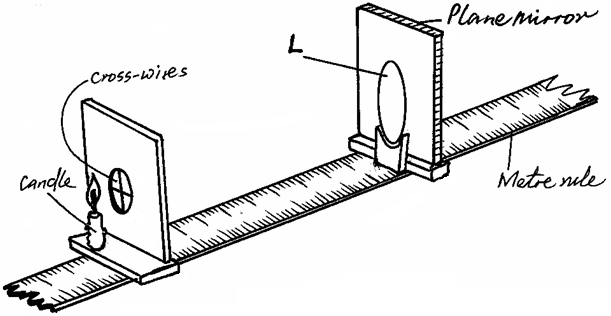 Plane mirror
L
Cross-wires
Candle
Metre rule